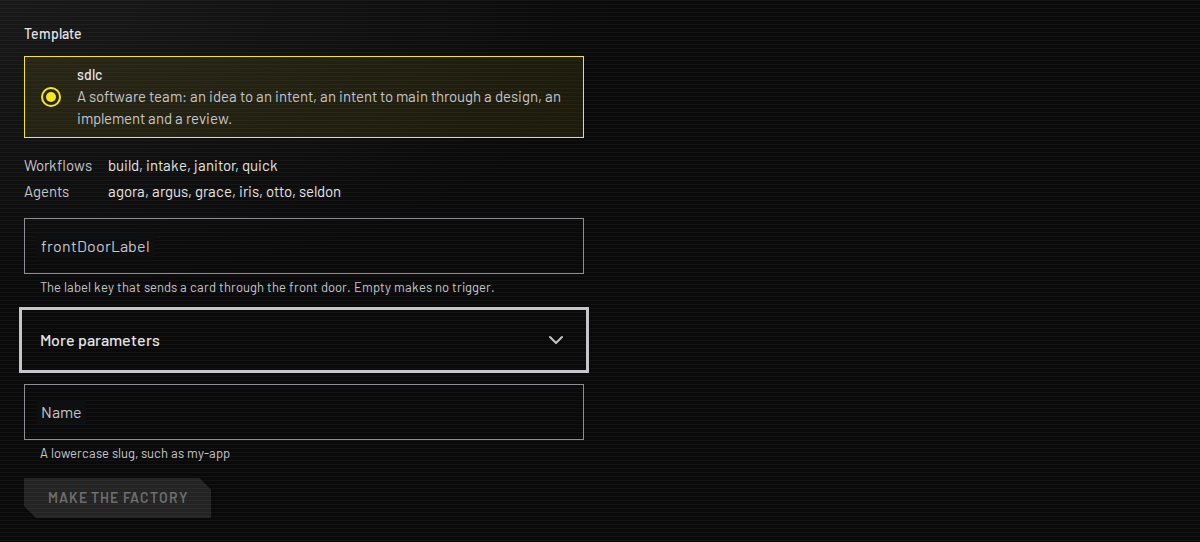 Template
sdlc
A software team: an idea to an intent, an intent to main through a design, an
implement and a review.
Workflows build, intake, janitor, quick
Agents agora, argus, grace, iris, otto, seldon
frontDoorLabel
The label key that sends a card through the front door. Empty makes no trigger.
More parameters
Name
A lowercase slug, such as my-app
MAKE THE FACTORY